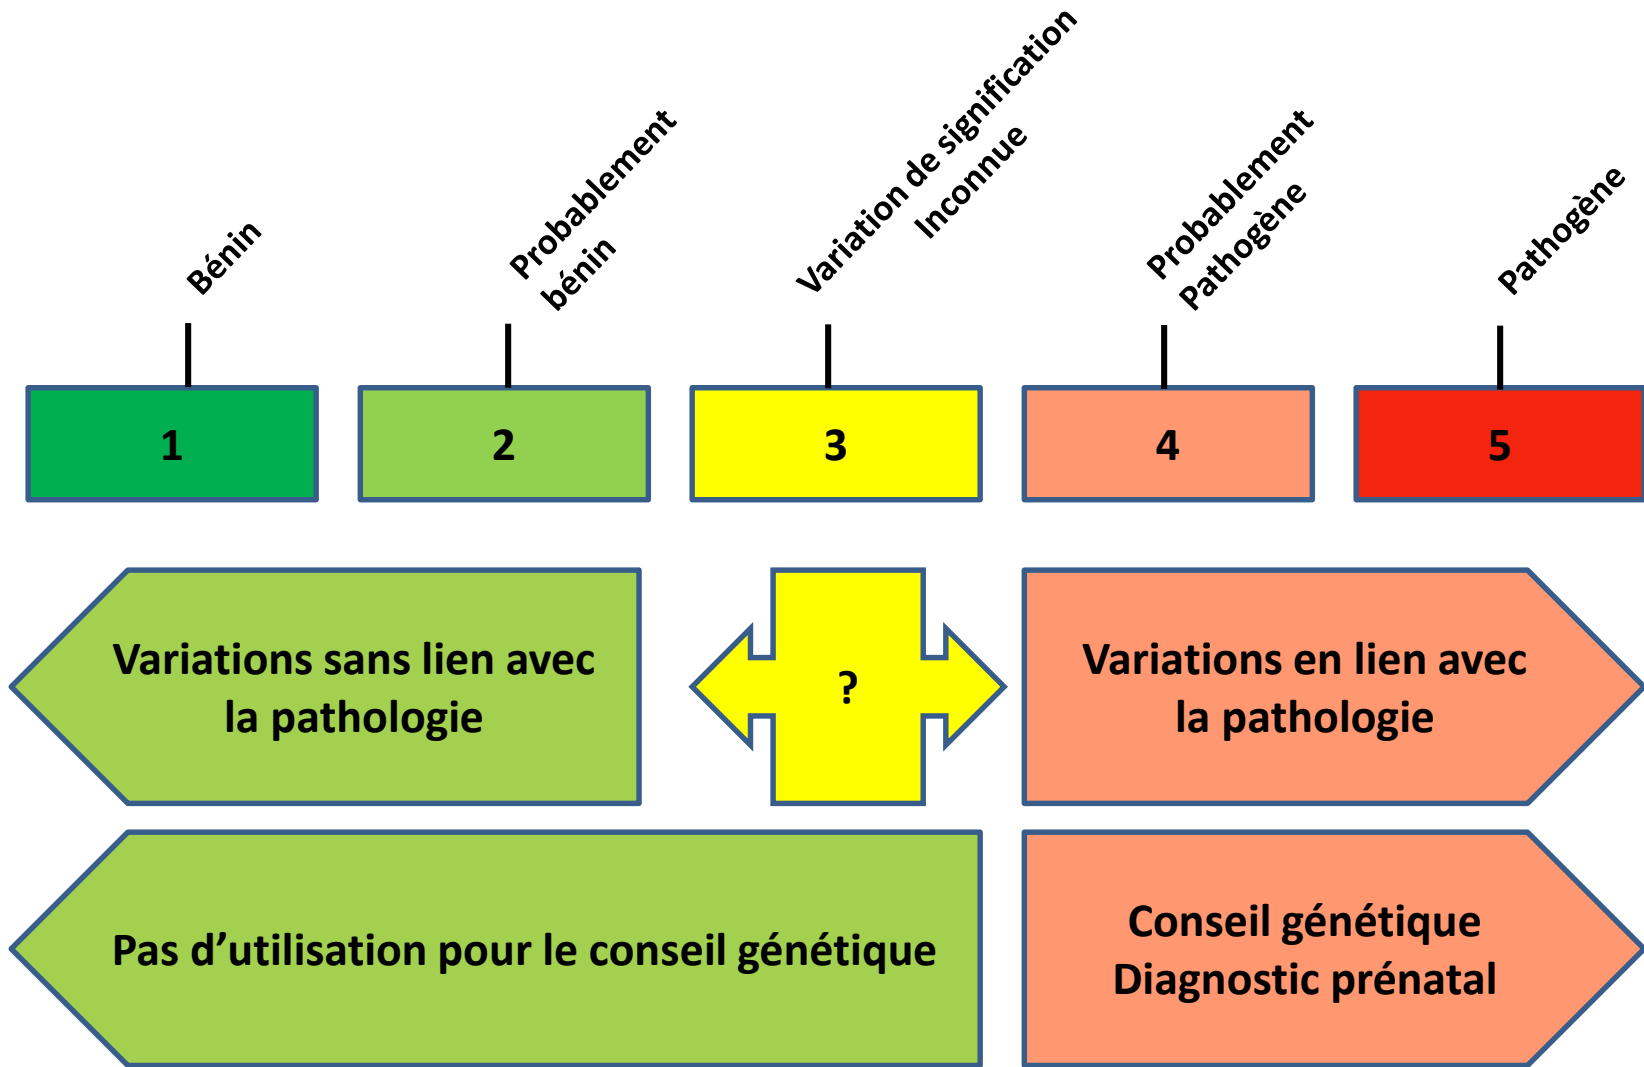 Bénin
Probablement
bénin
Variation de signification
Inconnue
Probablement
Pathogène
Pathogène
1
2
3
4
5
Variations sans lien avec
la pathologie
?
Variations en lien avec
la pathologie
Pas d’utilisation pour le conseil génétique
Conseil génétique
Diagnostic prénatal